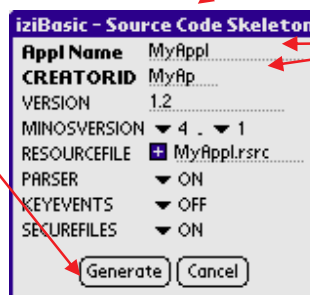 iziBasic - Source Code Skeleton
Appl Name MyAppl
CREATORID MyAp
VERSION 1.2
MINOSVERSION 4 . 1
RESOURCEFILE + MyAppl.rsrc
PARSER ON
KEYEVENTS OFF
SECUREFILES ON
Generate Cancel